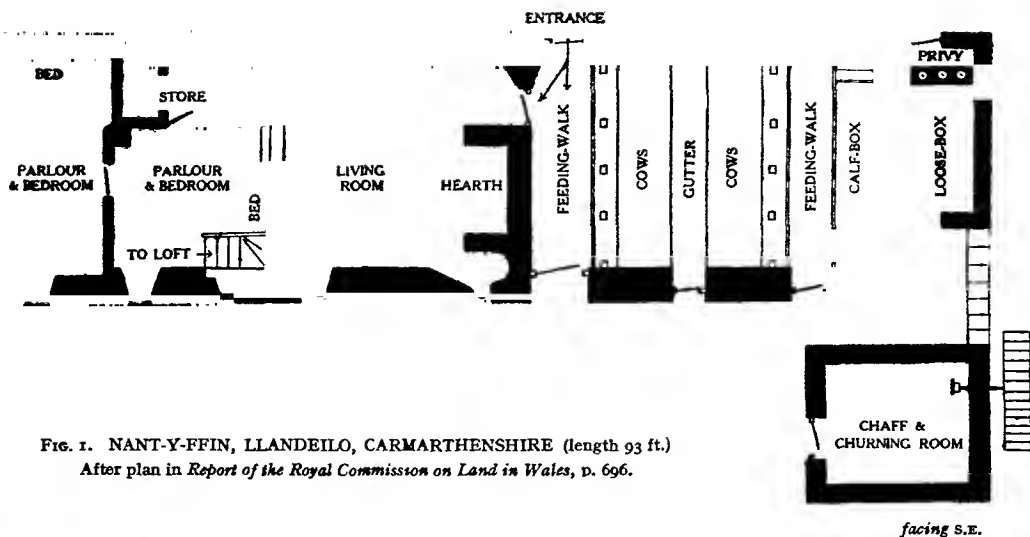 ENTRANCE
BED
STORE
PRIVY
PARLOUR
& BEDROOM
PARLOUR
& BEDROOM
BED
TO LOFT
LIVING
ROOM
HEARTH
FEEDING-WALK
COWS
GUTTER
COWS
FEEDING-WALK
CALF-BOX
LOOSE-BOX
CHAFF &
CHURNING ROOM
FIG. 1. NANT-Y-FFIN, LLANDEILO, CARMARTHENSHIRE (length 93 ft.)
After plan in Report of the Royal Commisston on Land in Wales, p. 696.
facing S.E.